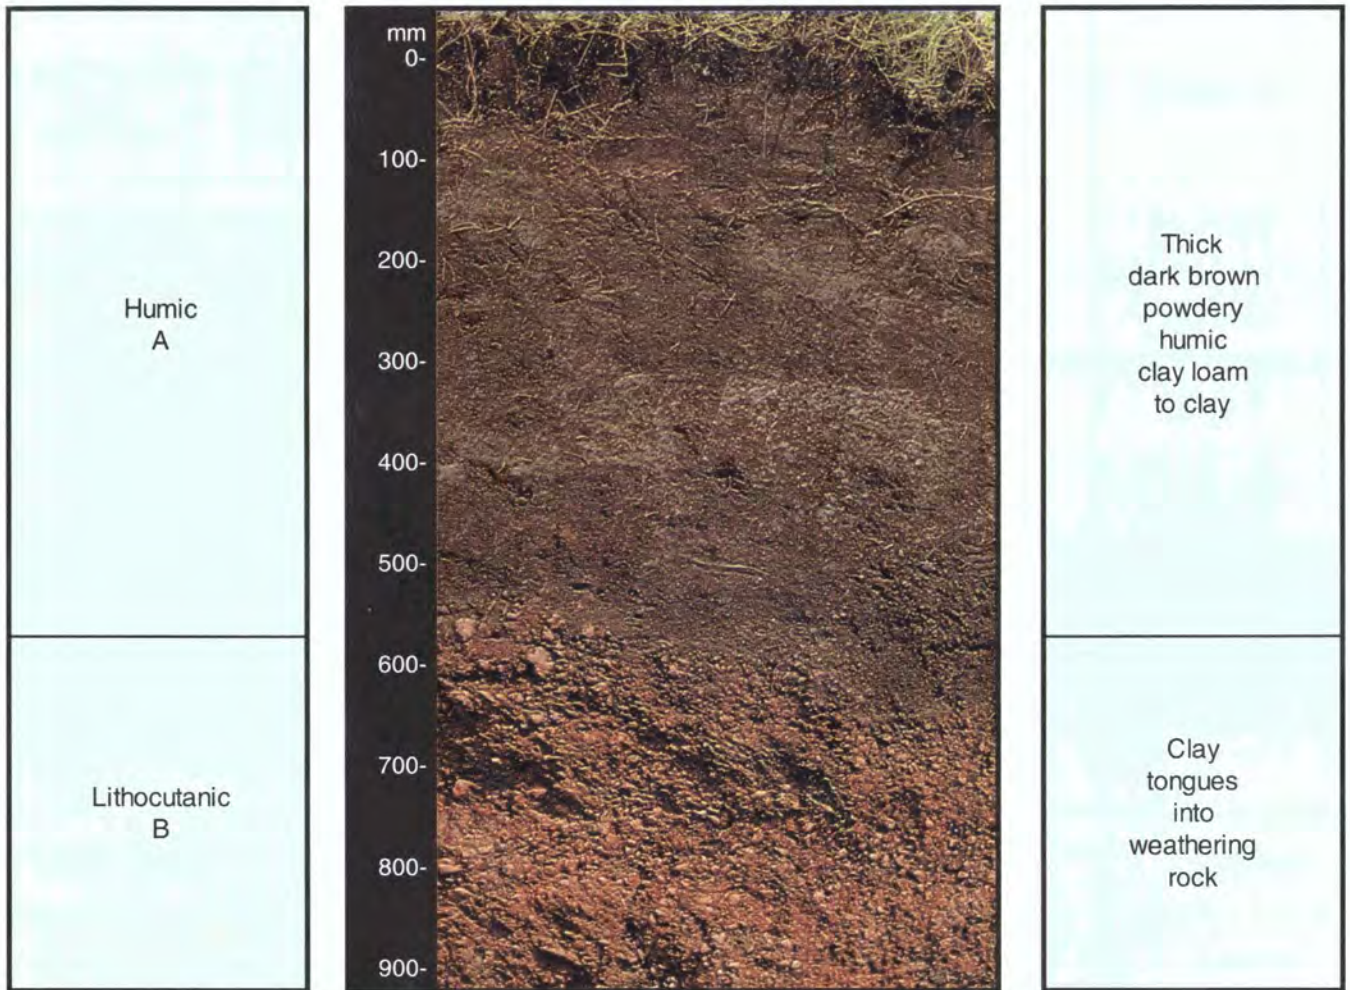 Humic
A
Lithocutanic
B
mm
0-
100-
200-
300-
400-
500-
600-
700-
800-
900-
Thick
dark brown
powdery
humic
clay loam
to clay
Clay
tongues
into
weathering
rock